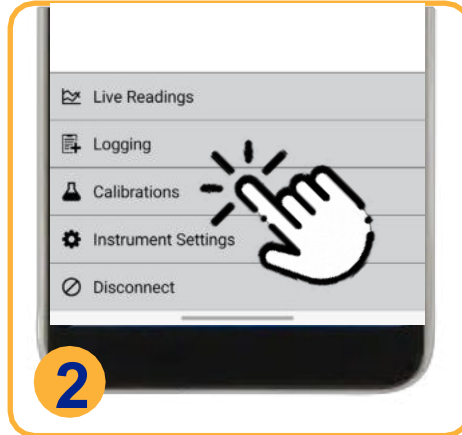 Live Readings
Logging
Calibrations
Instrument Settings
Disconnect
2